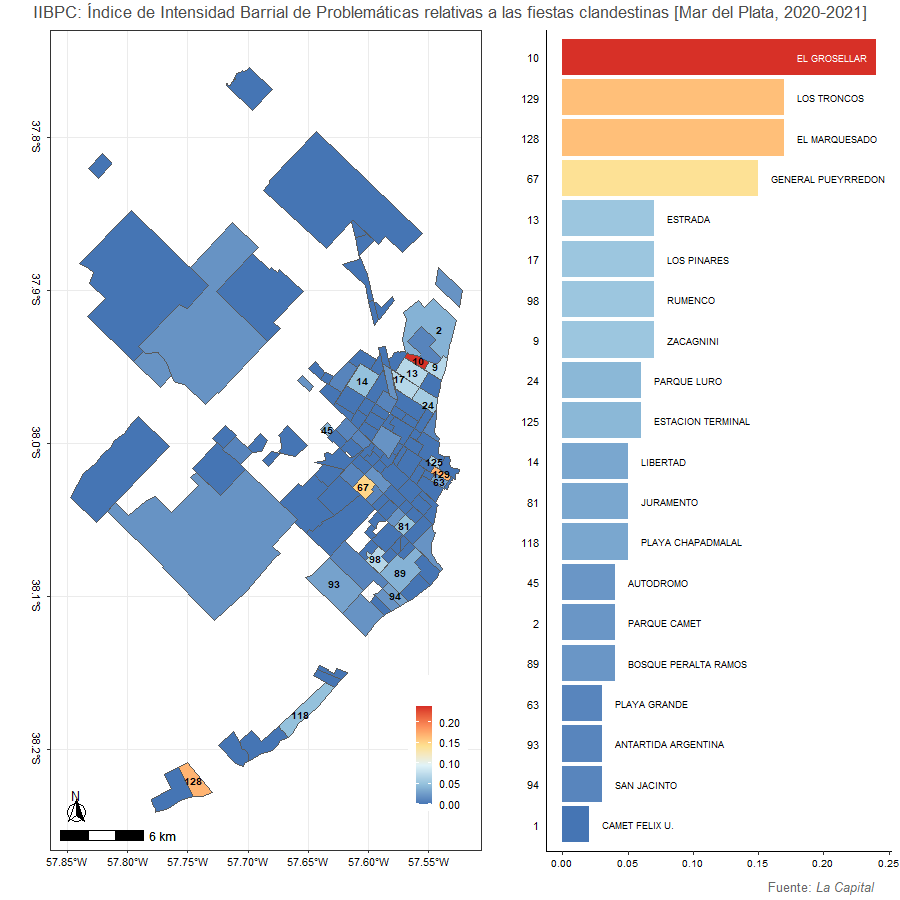 IIBPC: Índice de Intensidad Barrial de Problemáticas relativas a las fiestas clandestinas [Mar del Plata, 2020-2021]
37.8°S
37.9°S
38.0°S
38.1°S
38.2°S
2
10
9
13
17
14
24
45
125
129
63
67
81
98
89
93
94
118
128
0.20
0.15
0.10
0.05
0.00
N
6 km
57.85°W 57.80°W 57.75°W 57.70°W 57.65°W 57.60°W 57.55°W
10 EL GROSELLAR
129 LOS TRONCOS
128 EL MARQUESADO
67 GENERAL PUEYRREDON
13 ESTRADA
17 LOS PINARES
98 RUMENCO
9 ZACAGNINI
24 PARQUE LURO
125 ESTACION TERMINAL
14 LIBERTAD
81 JURAMENTO
118 PLAYA CHAPADMALAL
45 AUTODROMO
2 PARQUE CAMET
89 BOSQUE PERALTA RAMOS
63 PLAYA GRANDE
93 ANTARTIDA ARGENTINA
94 SAN JACINTO
1 CAMET FELIX U.
0.00 0.05 0.10 0.15 0.20 0.25
Fuente: La Capital